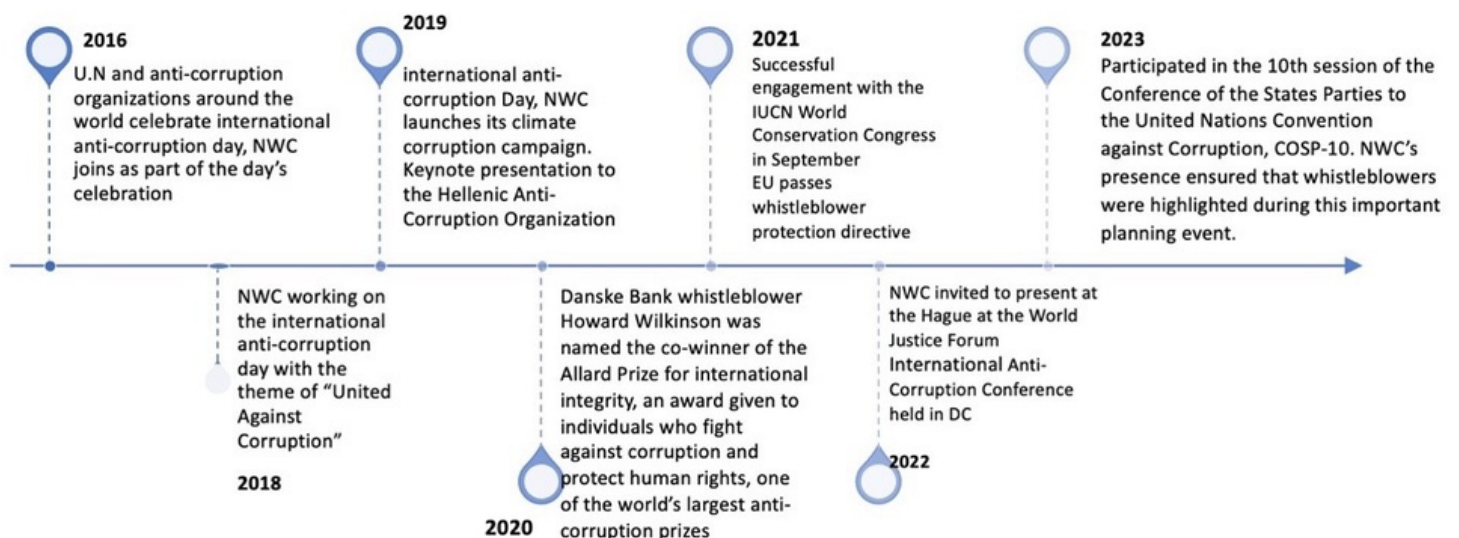 2016
U.N and anti-corruption
organizations around the
world celebrate international
anti-corruption day, NWC
joins as part of the day's
celebration
2019
international anti-
corruption Day, NWC
launches its climate
corruption campaign.
Keynote presentation to
the Hellenic Anti-
Corruption Organization
2021
Successful
engagement with the
IUCN World
Conservation Congress
in September
EU passes
whistleblower
protection directive
2023
Participated in the 10th session of the
Conference of the States Parties to
the United Nations Convention
against Corruption, COSP-10. NWC's
presence ensured that whistleblowers
were highlighted during this important
planning event.
NWC working on
the international
anti-corruption
day with the
theme of “United
Against
Corruption”
2018
Danske Bank whistleblower
Howard Wilkinson was
named the co-winner of the
Allard Prize for international
integrity, an award given to
individuals who fight
against corruption and
protect human rights, one
of the world's largest anti-
corruption prizes
2020
NWC invited to present at
the Hague at the World
Justice Forum
International Anti-
Corruption Conference
held in DC
2022